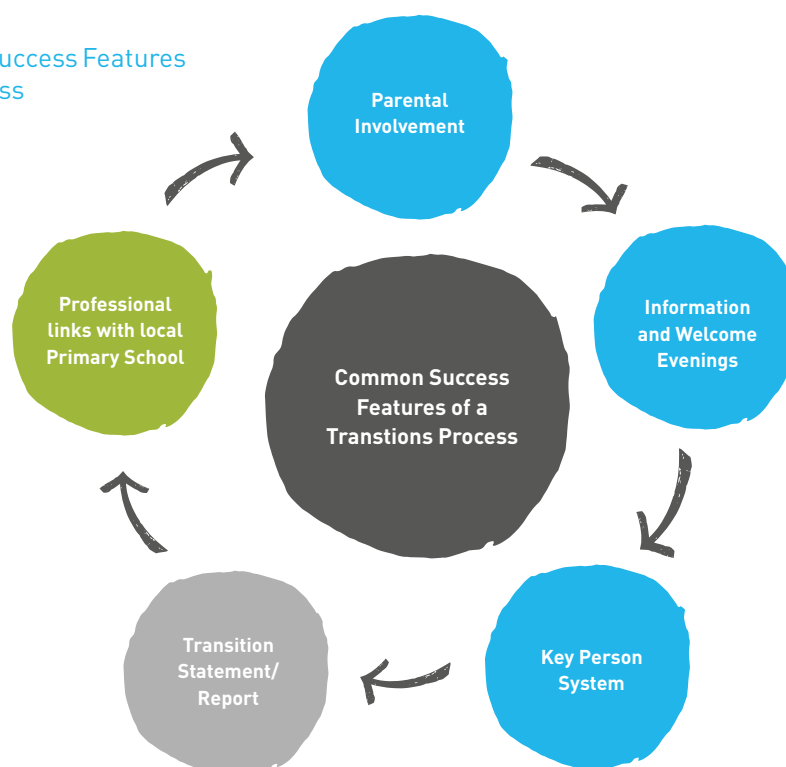 uccess Features
ss
Parental
Involvement
Information
and Welcome
Evenings
Key Person
System
Transition
Statement/
Report
Professional
links with local
Primary School
Common Success
Features of a
Transtions Process